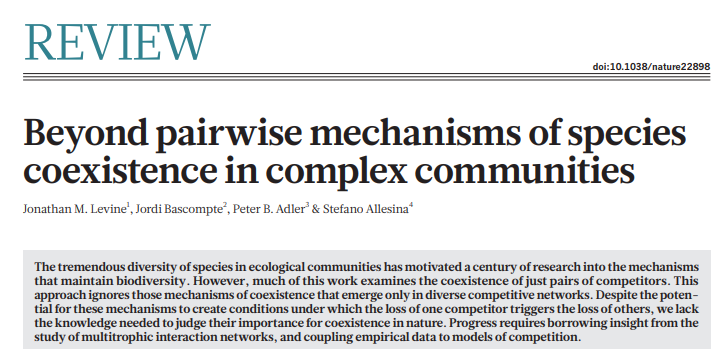 REVIEW
doi:10.1038/nature22898
Beyond pairwise mechanisms of species
coexistence in complex communities
Jonathan M. Levine1, Jordi Bascompte2, Peter B. Adler3 & Stefano Allesina4
The tremendous diversity of species in ecological communities has motivated a century of research into the mechanisms
that maintain biodiversity. However, much of this work examines the coexistence of just pairs of competitors. This
approach ignores those mechanisms of coexistence that emerge only in diverse competitive networks. Despite the poten-
tial for these mechanisms to create conditions under which the loss of one competitor triggers the loss of others, we lack
the knowledge needed to judge their importance for coexistence in nature. Progress requires borrowing insight from the
study of multitrophic interaction networks, and coupling empirical data to models of competition.